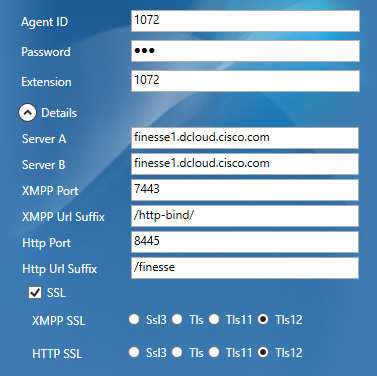 Agent ID 1072
Password ●●●
Extension 1072
Details
Server A finesse1.dcloud.cisco.com
Server B finesse1.dcloud.cisco.com
XMPP Port 7443
XMPP Url Suffix /http-bind/
Http Port 8445
Http Url Suffix /finesse
SSL
XMPP SSL Ssl3 Tls Tls11 Tls12
HTTP SSL Ssl3 Tls Tls11 Tls12